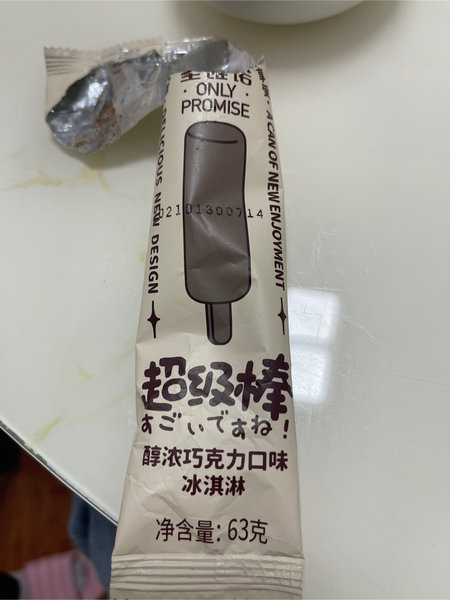 · ONLY ·
PROMISE
DELICIOUS NEW DESIGN
A CAN OF NEW ENJOYMENT
超级棒
すごいですね!
醇浓巧克力口味
冰淇淋
净含量:63克